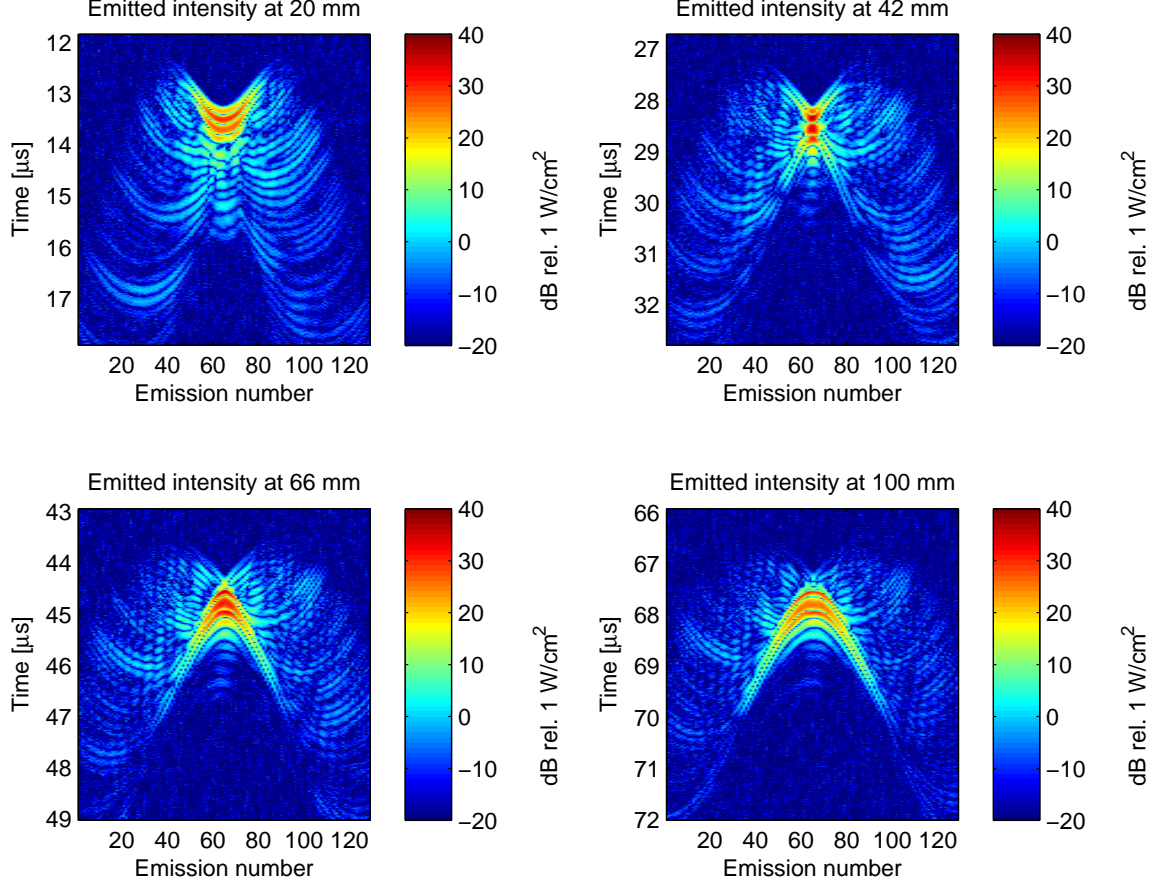 Emitted intensity at 20 mm
12
13
14
15
16
17
Time [µs]
20 40 60 80 100 120
Emission number
40
30
20
10
0
−10
−20
dB rel. 1 W/cm²
Emitted intensity at 42 mm
27
28
29
30
31
32
Time [µs]
20 40 60 80 100 120
Emission number
40
30
20
10
0
−10
−20
dB rel. 1 W/cm²
Emitted intensity at 66 mm
43
44
45
46
47
48
49
Time [µs]
20 40 60 80 100 120
Emission number
40
30
20
10
0
−10
−20
dB rel. 1 W/cm²
Emitted intensity at 100 mm
66
67
68
69
70
71
72
Time [µs]
20 40 60 80 100 120
Emission number
40
30
20
10
0
−10
−20
dB rel. 1 W/cm²